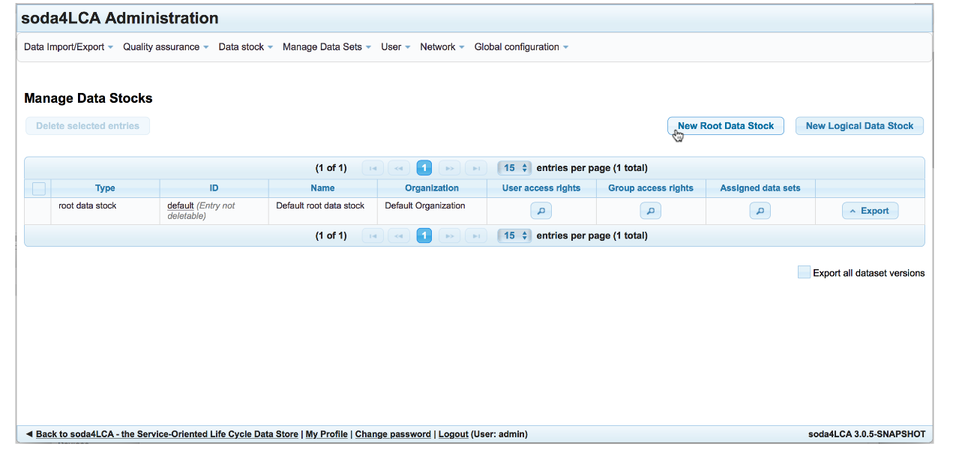 soda4LCA Administration
Data Import/Export Quality assurance Data stock Manage Data Sets User Network Global configuration
Manage Data Stocks
Delete selected entries New Root Data Stock New Logical Data Stock
(1 of 1) 1 15 entries per page (1 total)
Type ID Name Organization User access rights Group access rights Assigned data sets
root data stock default (Entry not Default root data stock Default Organization Export
deletable)
(1 of 1) 1 15 entries per page (1 total)
Export all dataset versions
◄ Back to soda4LCA - the Service-Oriented Life Cycle Data Store | My Profile | Change password | Logout (User: admin) soda4LCA 3.0.5-SNAPSHOT